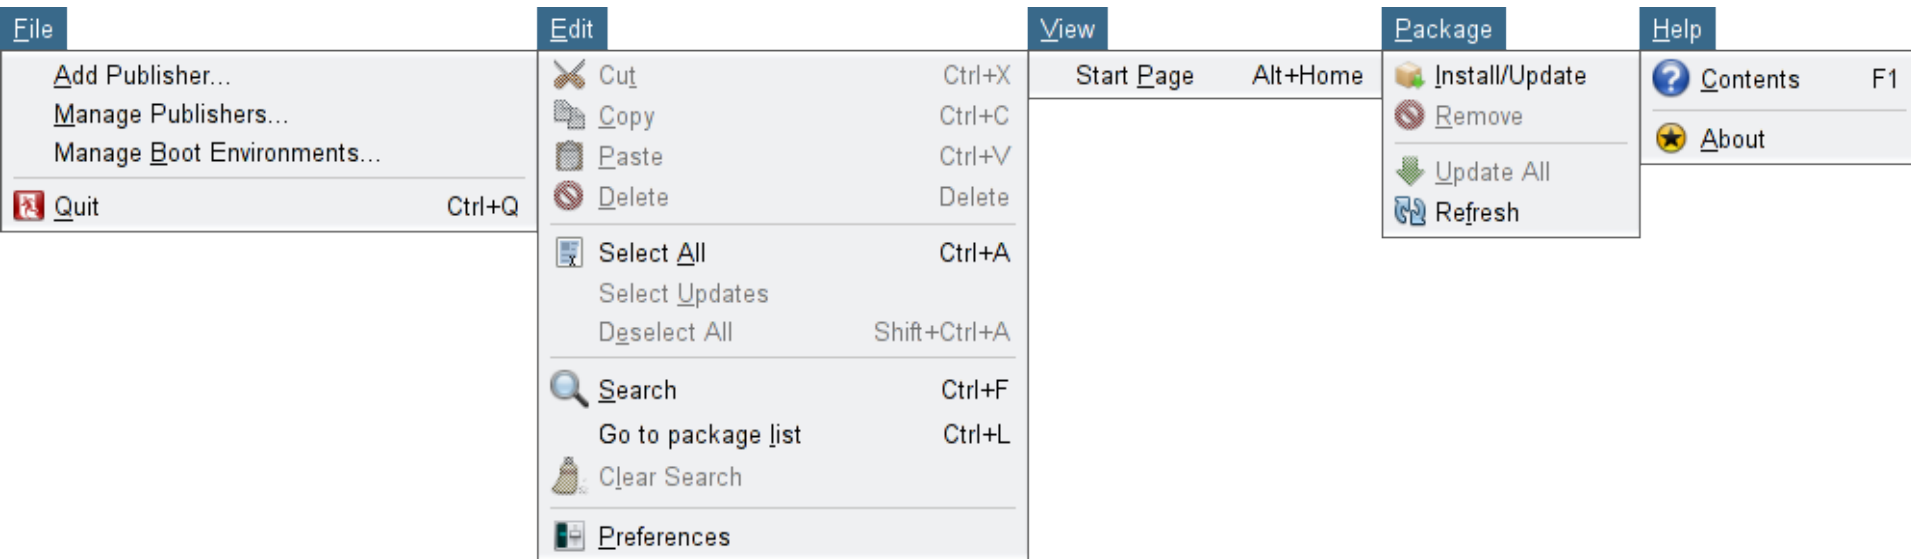 File
Add Publisher...
Manage Publishers...
Manage Boot Environments...
Quit Ctrl+Q
Edit
Cut Ctrl+X
Copy Ctrl+C
Paste Ctrl+V
Delete Delete
Select All Ctrl+A
Select Updates
Deselect All Shift+Ctrl+A
Search Ctrl+F
Go to package list Ctrl+L
Clear Search
Preferences
View
Start Page Alt+Home
Package
Install/Update
Remove
Update All
Refresh
Help
Contents F1
About